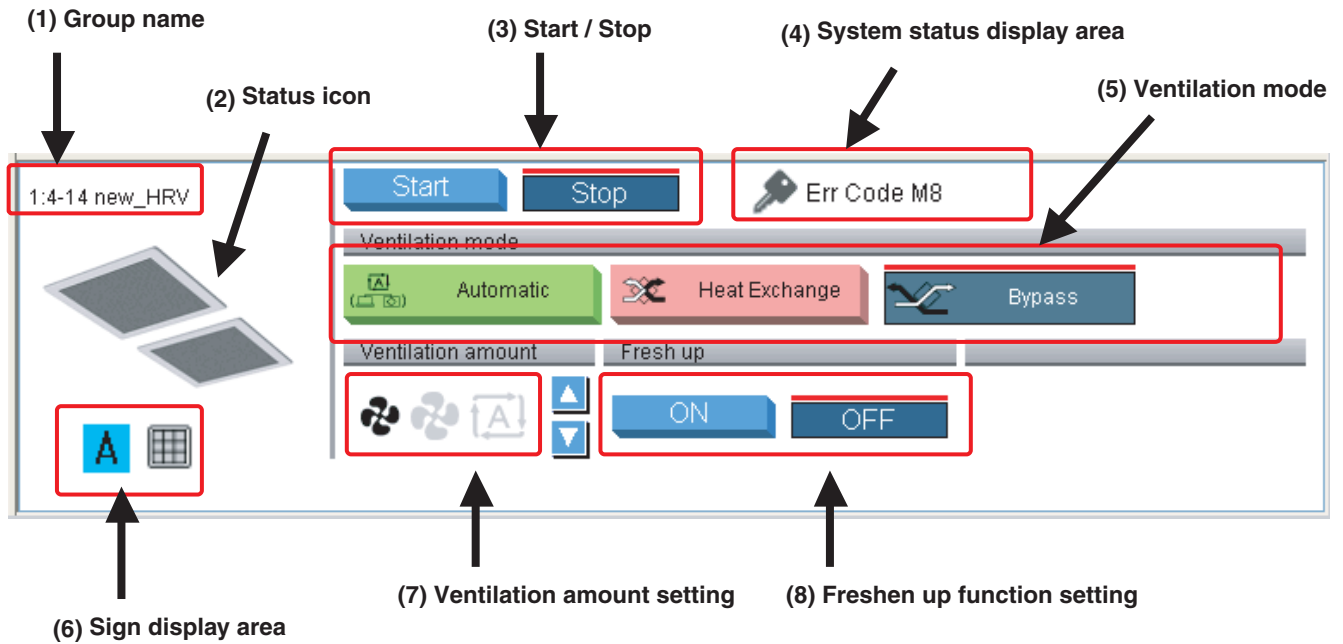 (1) Group name
(3) Start / Stop
(4) System status display area
(2) Status icon
(5) Ventilation mode
1:4-14 new_HRV
Start
Stop
Err Code M8
Ventilation mode
Automatic
Heat Exchange
Bypass
Ventilation amount
Fresh up
A
ON
OFF
A
(7) Ventilation amount setting
(8) Freshen up function setting
(6) Sign display area